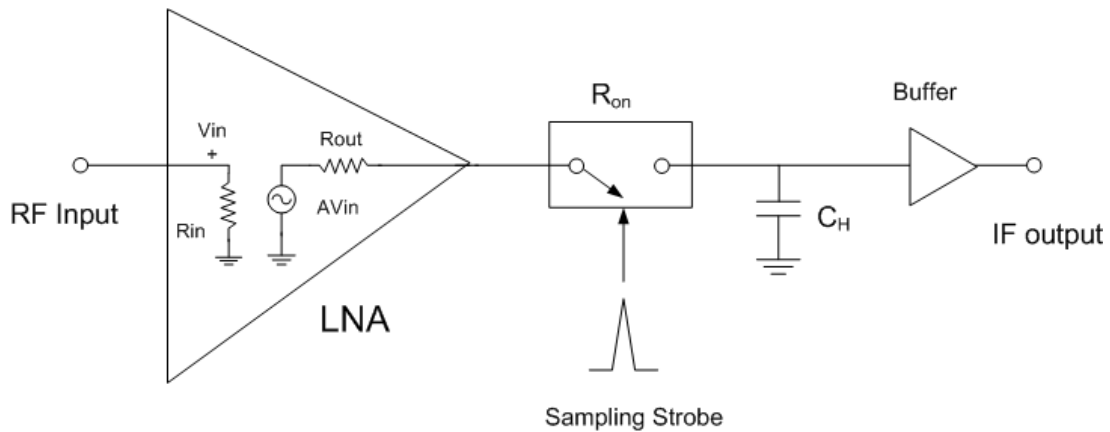 RF Input
Vin
+
Rin
Rout
AVin
LNA
Ron
Sampling Strobe
CH
Buffer
IF output